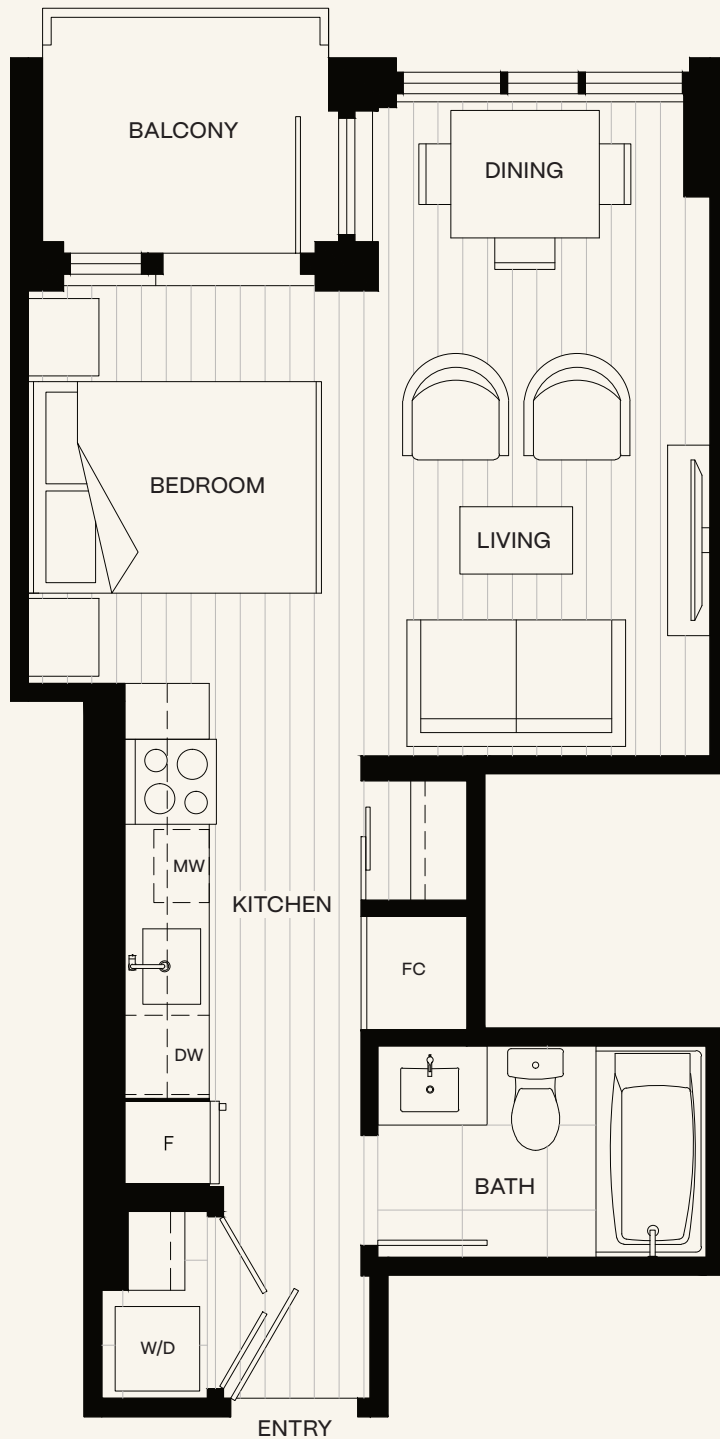 BALCONY
DINING
BEDROOM
LIVING
MW
KITCHEN
FC
DW
F
BATH
W/D
ENTRY